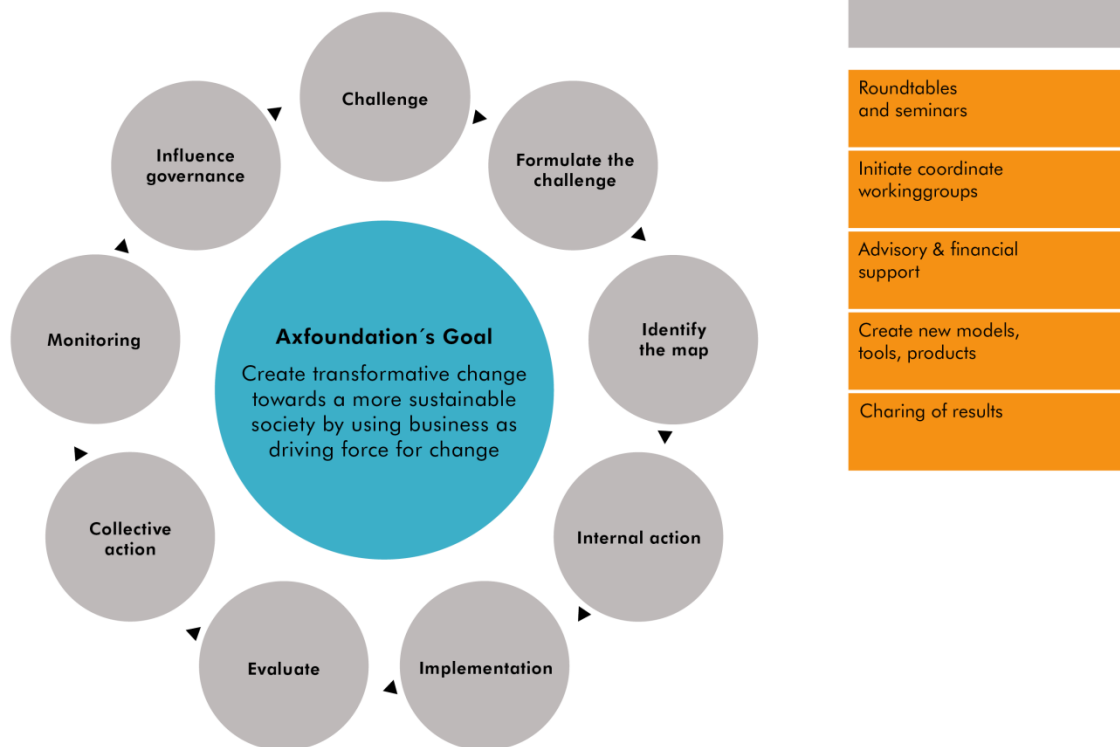 Challenge
Formulate the
challenge
Identify
the map
Internal action
Implementation
Evaluate
Collective
action
Monitoring
Influence
governance
Axfoundation´s Goal
Create transformative change
towards a more sustainable
society by using business as
driving force for change
Roundtables
and seminars
Initiate coordinate
workinggroups
Advisory & financial
support
Create new models,
tools, products
Charing of results